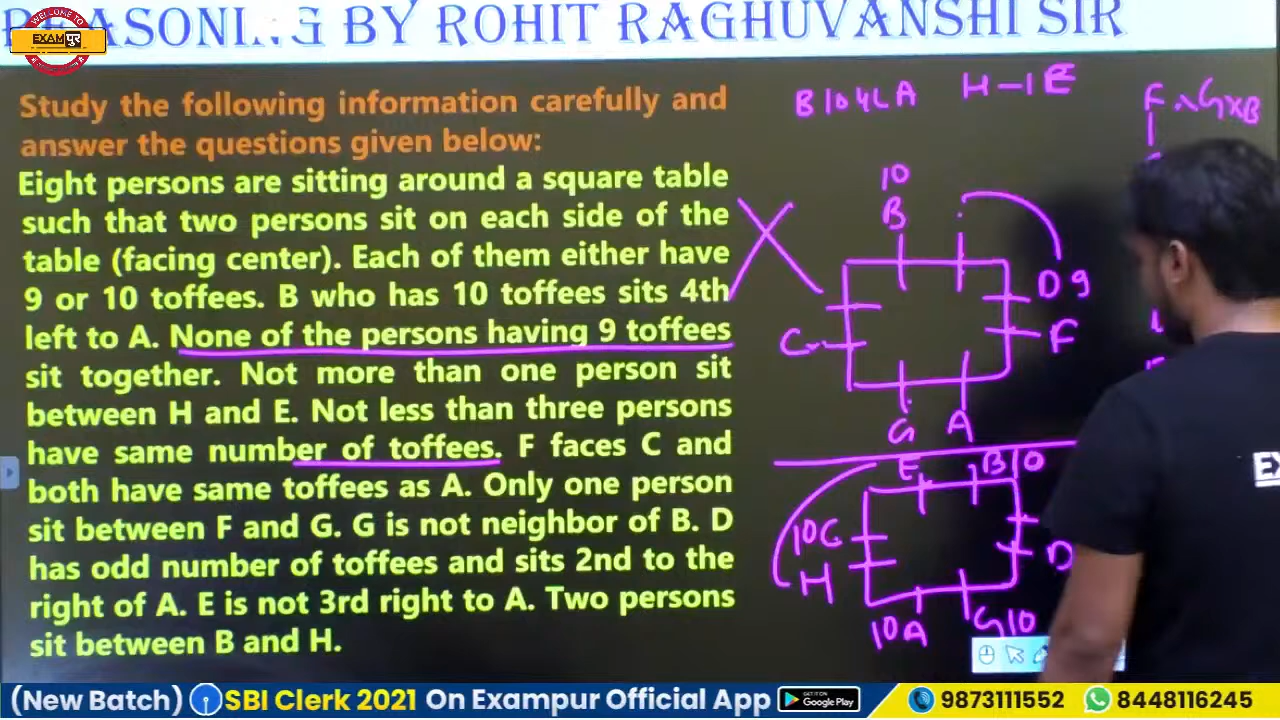 REASONING BY ROHIT RAGHUVANSHI SIR
WELCOME TO
EXAMपुर
Study the following information carefully and
answer the questions given below:
Eight persons are sitting around a square table
such that two persons sit on each side of the
table (facing center). Each of them either have
9 or 10 toffees. B who has 10 toffees sits 4th
left to A. None of the persons having 9 toffees
sit together. Not more than one person sit
between H and E. Not less than three persons
have same number of toffees. F faces C and
both have same toffees as A. Only one person
sit between F and G. G is not neighbor of B. D
has odd number of toffees and sits 2nd to the
right of A. E is not 3rd right to A. Two persons
sit between B and H.
B10 4L A
H-1E
F
G×B
10
B
D 9
C
F
G
A
E
B10
10C
H
D
10A
G10
EX
(New Batch) SBI Clerk 2021 On Exampur Official App Google Play 9873111552 8448116245